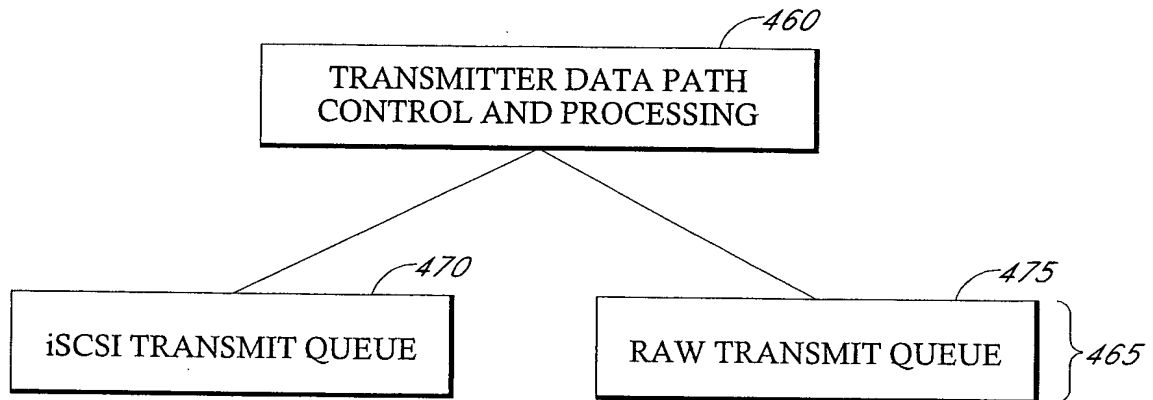 460
TRANSMITTER DATA PATH
CONTROL AND PROCESSING
470
475
iSCSI TRANSMIT QUEUE
RAW TRANSMIT QUEUE
465